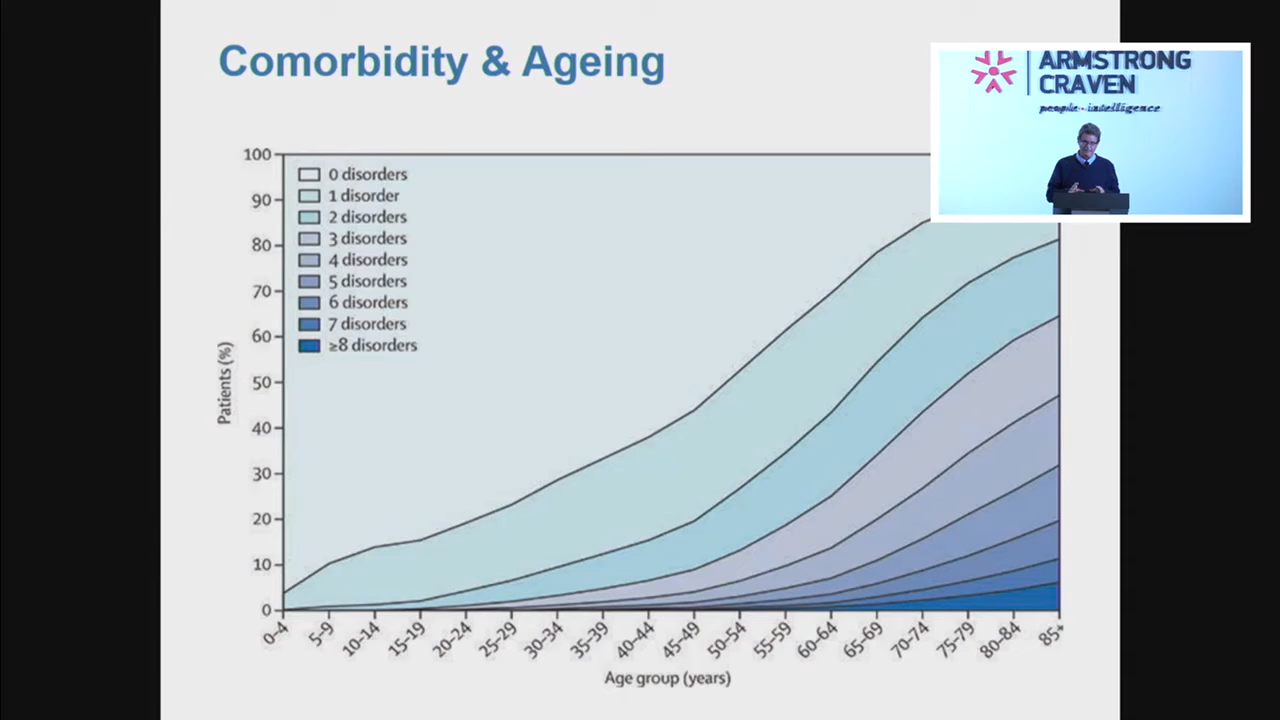 Comorbidity & Ageing
ARMSTRONG
CRAVEN
people · intelligence
100
90
80
70
60
50
40
30
20
10
0
Patients (%)
0 disorders
1 disorder
2 disorders
3 disorders
4 disorders
5 disorders
6 disorders
7 disorders
≥8 disorders
0-4
5-9
10-14
15-19
20-24
25-29
30-34
35-39
40-44
45-49
50-54
55-59
60-64
65-69
70-74
75-79
80-84
85+
Age group (years)